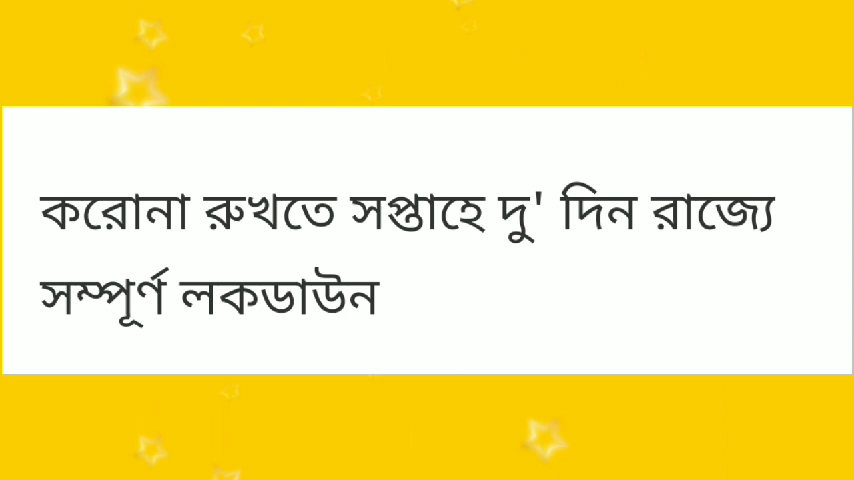 করোনা রুখতে সপ্তাহে দু' দিন রাজ্যে
সম্পূর্ণ লকডাউন